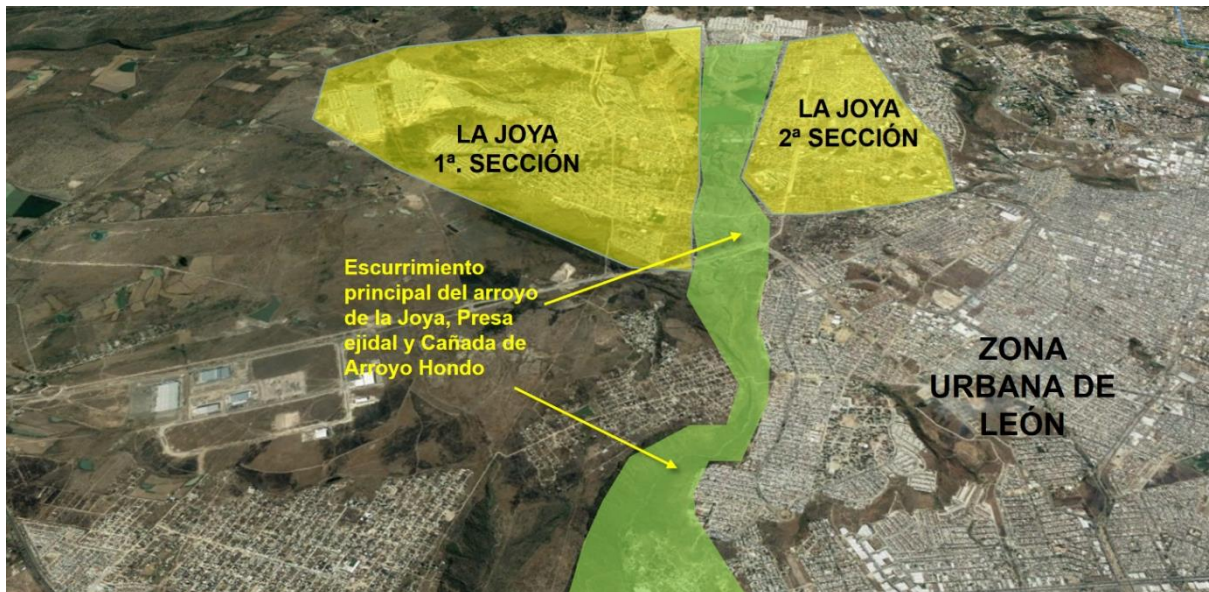 LA JOYA
1ª. SECCIÓN
LA JOYA
2ª SECCIÓN
Escurrimiento
principal del arroyo
de la Joya, Presa
ejidal y Cañada de
Arroyo Hondo
ZONA
URBANA DE
LEÓN